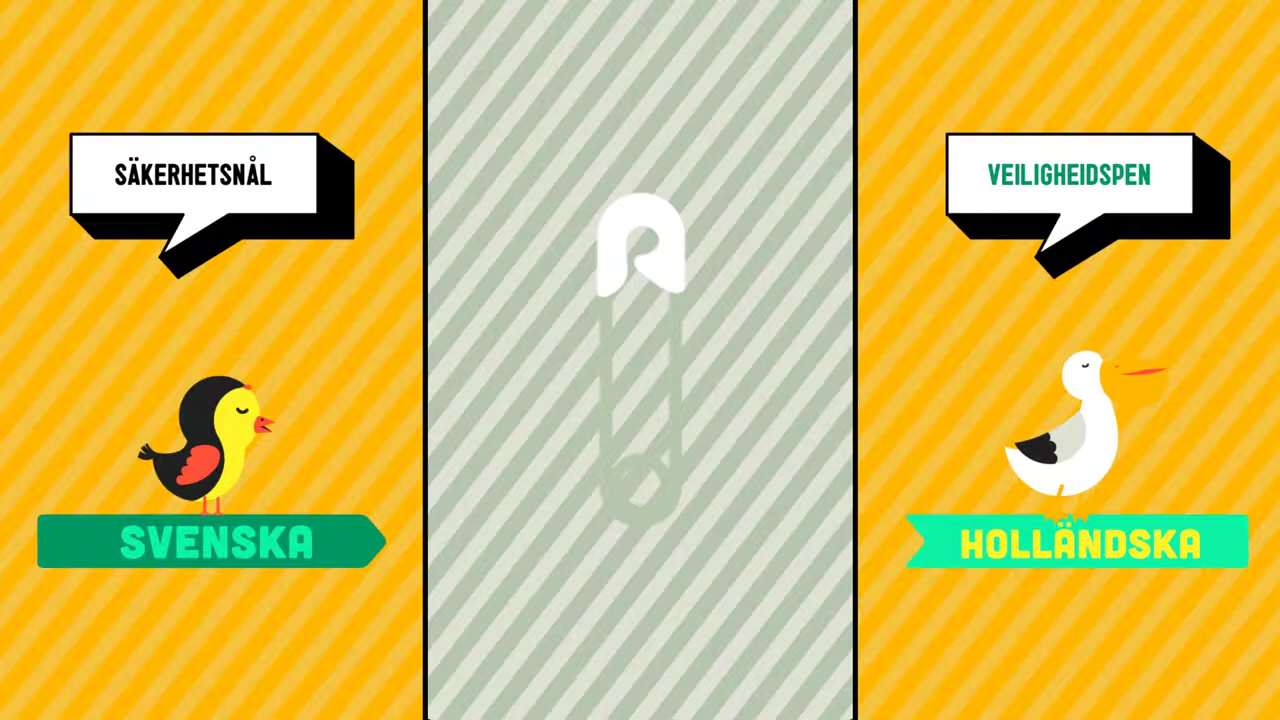 SÄKERHETSNÅL
VEILIGHEIDSPEN
SVENSKA
HOLLÄNDSKA